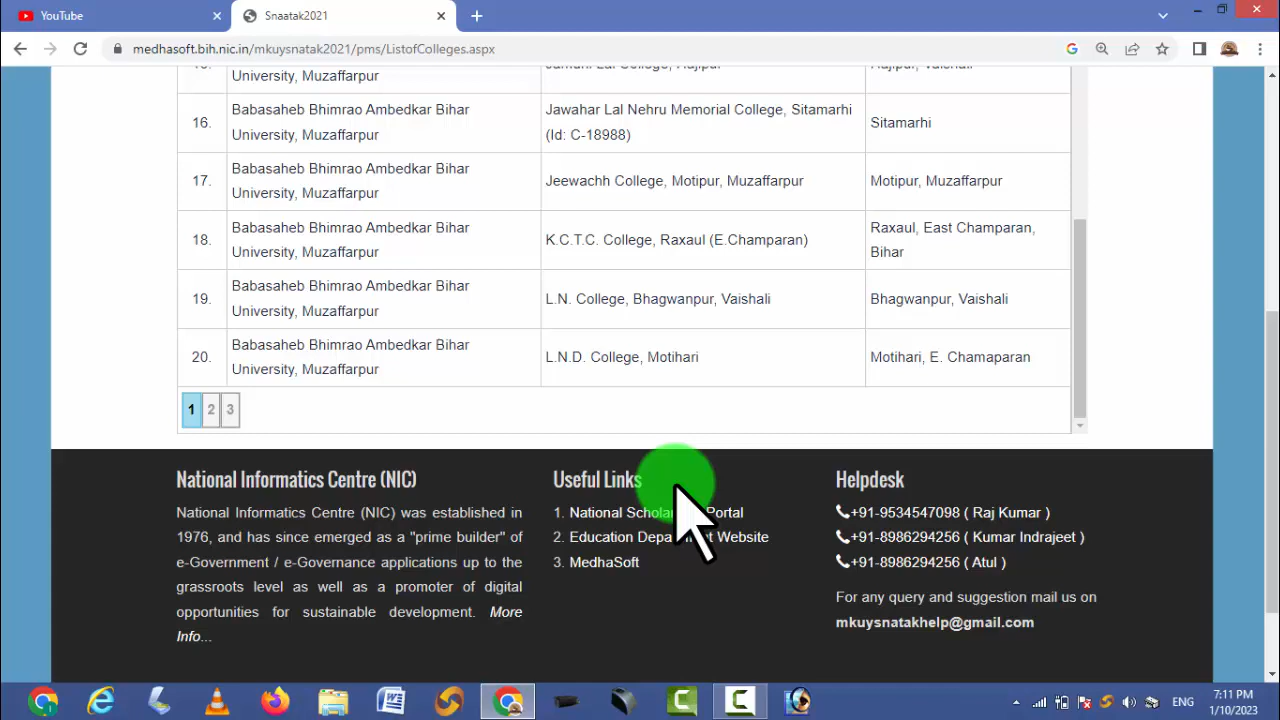 YouTube
Snaatak2021
medhasoft.bih.nic.in/mkuysnatak2021/pms/ListofColleges.aspx
University, Muzaffarpur
16.
Babasaheb Bhimrao Ambedkar Bihar
University, Muzaffarpur
Jawahar Lal Nehru Memorial College, Sitamarhi
(Id: C-18988)
Sitamarhi
17.
Babasaheb Bhimrao Ambedkar Bihar
University, Muzaffarpur
Jeewachh College, Motipur, Muzaffarpur
Motipur, Muzaffarpur
18.
Babasaheb Bhimrao Ambedkar Bihar
University, Muzaffarpur
K.C.T.C. College, Raxaul (E.Champaran)
Raxaul, East Champaran,
Bihar
19.
Babasaheb Bhimrao Ambedkar Bihar
University, Muzaffarpur
L.N. College, Bhagwanpur, Vaishali
Bhagwanpur, Vaishali
20.
Babasaheb Bhimrao Ambedkar Bihar
University, Muzaffarpur
L.N.D. College, Motihari
Motihari, E. Chamaparan
1 2 3
National Informatics Centre (NIC)
National Informatics Centre (NIC) was established in
1976, and has since emerged as a "prime builder" of
e-Government / e-Governance applications up to the
grassroots level as well as a promoter of digital
opportunities for sustainable development. More
Info...
Useful Links
1. National Portal
2. Education Website
3. MedhaSoft
Helpdesk
+91-9534547098 ( Raj Kumar )
+91-8986294256 ( Kumar Indrajeet )
+91-8986294256 ( Atul )
For any query and suggestion mail us on
mkuysnatakhelp@gmail.com
ENG
7:11 PM
1/10/2023